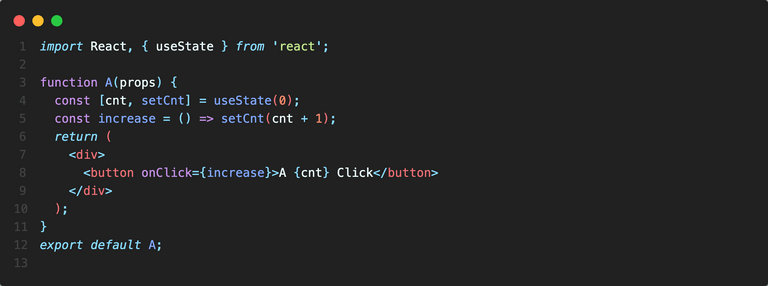 1 import React, { useState } from 'react';
2
3 function A(props) {
4   const [cnt, setCnt] = useState(0);
5   const increase = () => setCnt(cnt + 1);
6   return (
7     <div>
8       <button onClick={increase}>A {cnt} Click</button>
9     </div>
10   );
11 }
12 export default A;
13